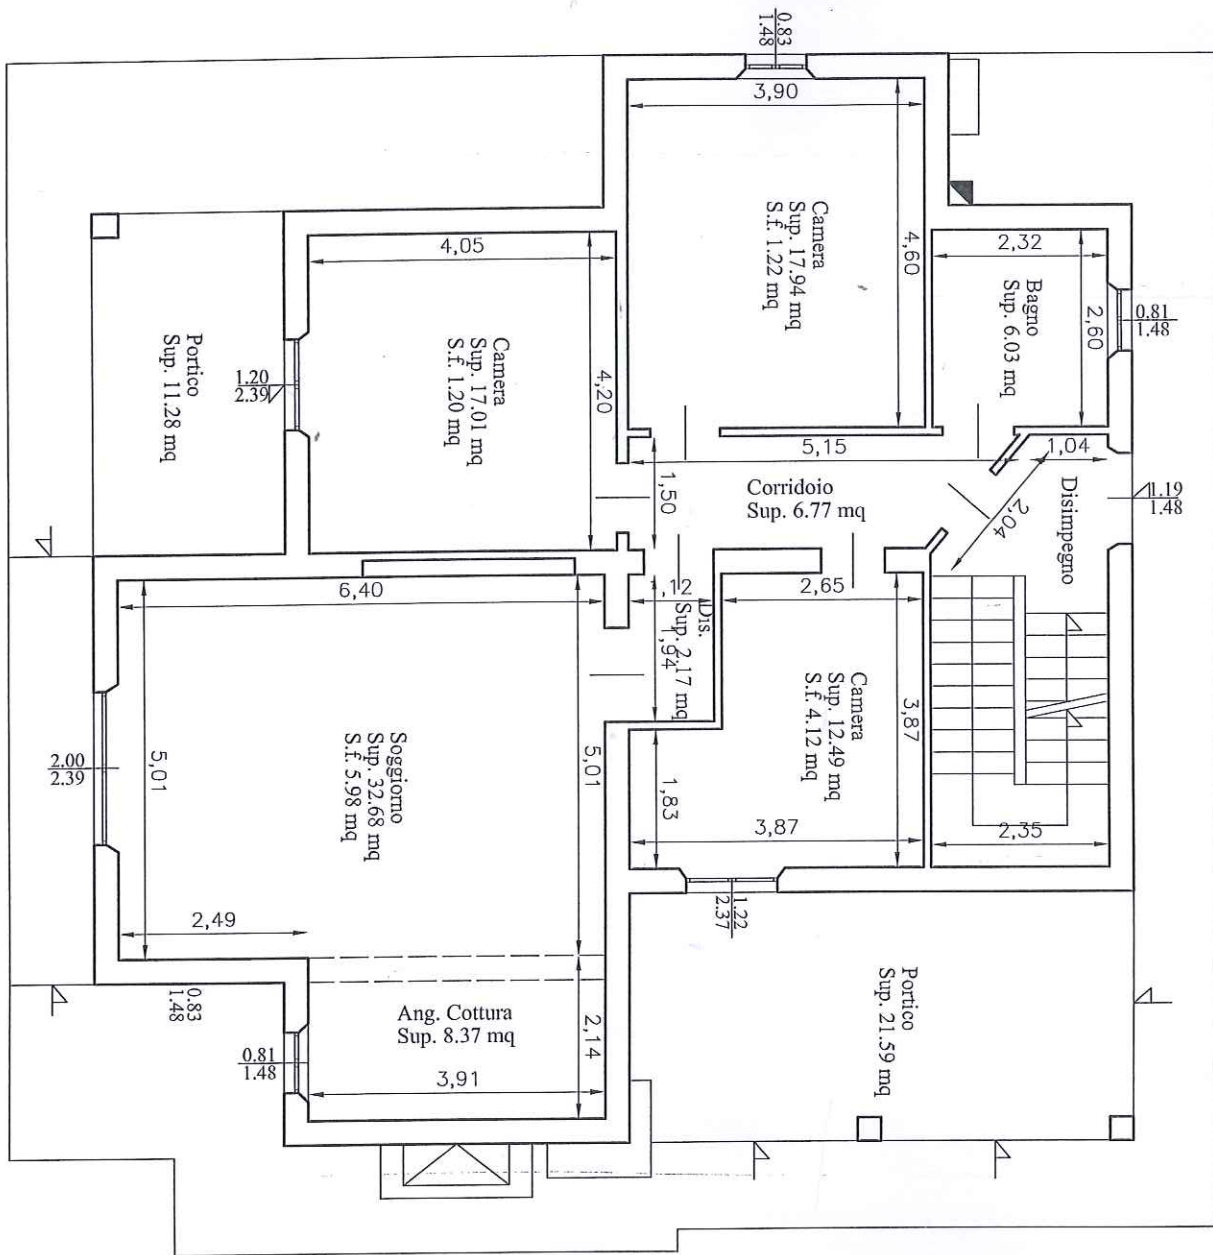 0.83
1.48
3,90
Camera
Sup. 17.94 mq
S.f. 1.22 mq
4,60
2,32
Bagno
Sup. 6.03 mq
2,60
0.81
1.48
4,05
Camera
Sup. 17.01 mq
S.f. 1.20 mq
4,20
Portico
Sup. 11.28 mq
1.20
2.39
5,15
1,04
Corridoio
Sup. 6.77 mq
1,50
2,04
Disimpegno
1.19
1.48
6,40
,12
Dis.
Sup. 2.17 mq
1,94
2,65
Camera
Sup. 12.49 mq
S.f. 4.12 mq
3,87
5,01
Soggiorno
Sup. 32.68 mq
S.f. 5.98 mq
5,01
2.00
2.39
1,83
3,87
2,35
1.22
2.37
2,49
0.83
1.48
Ang. Cottura
Sup. 8.37 mq
2,14
0.81
1.48
3,91
Portico
Sup. 21.59 mq